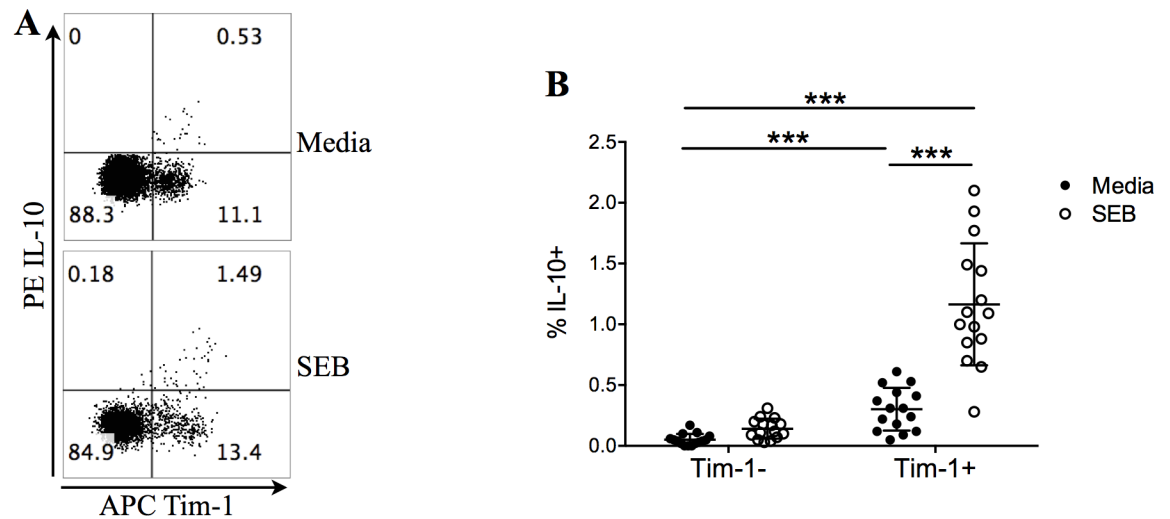 A
0 0.53
88.3 11.1
Media
0.18 1.49
84.9 13.4
SEB
PE IL-10
APC Tim-1
B
***
***
***
2.5
2.0
1.5
1.0
0.5
0.0
% IL-10+
Tim-1- Tim-1+
Media
SEB